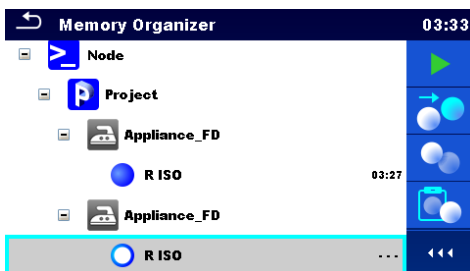 Memory Organizer 03:33
Node
Project
Appliance_FD
R ISO 03:27
Appliance_FD
R ISO ---